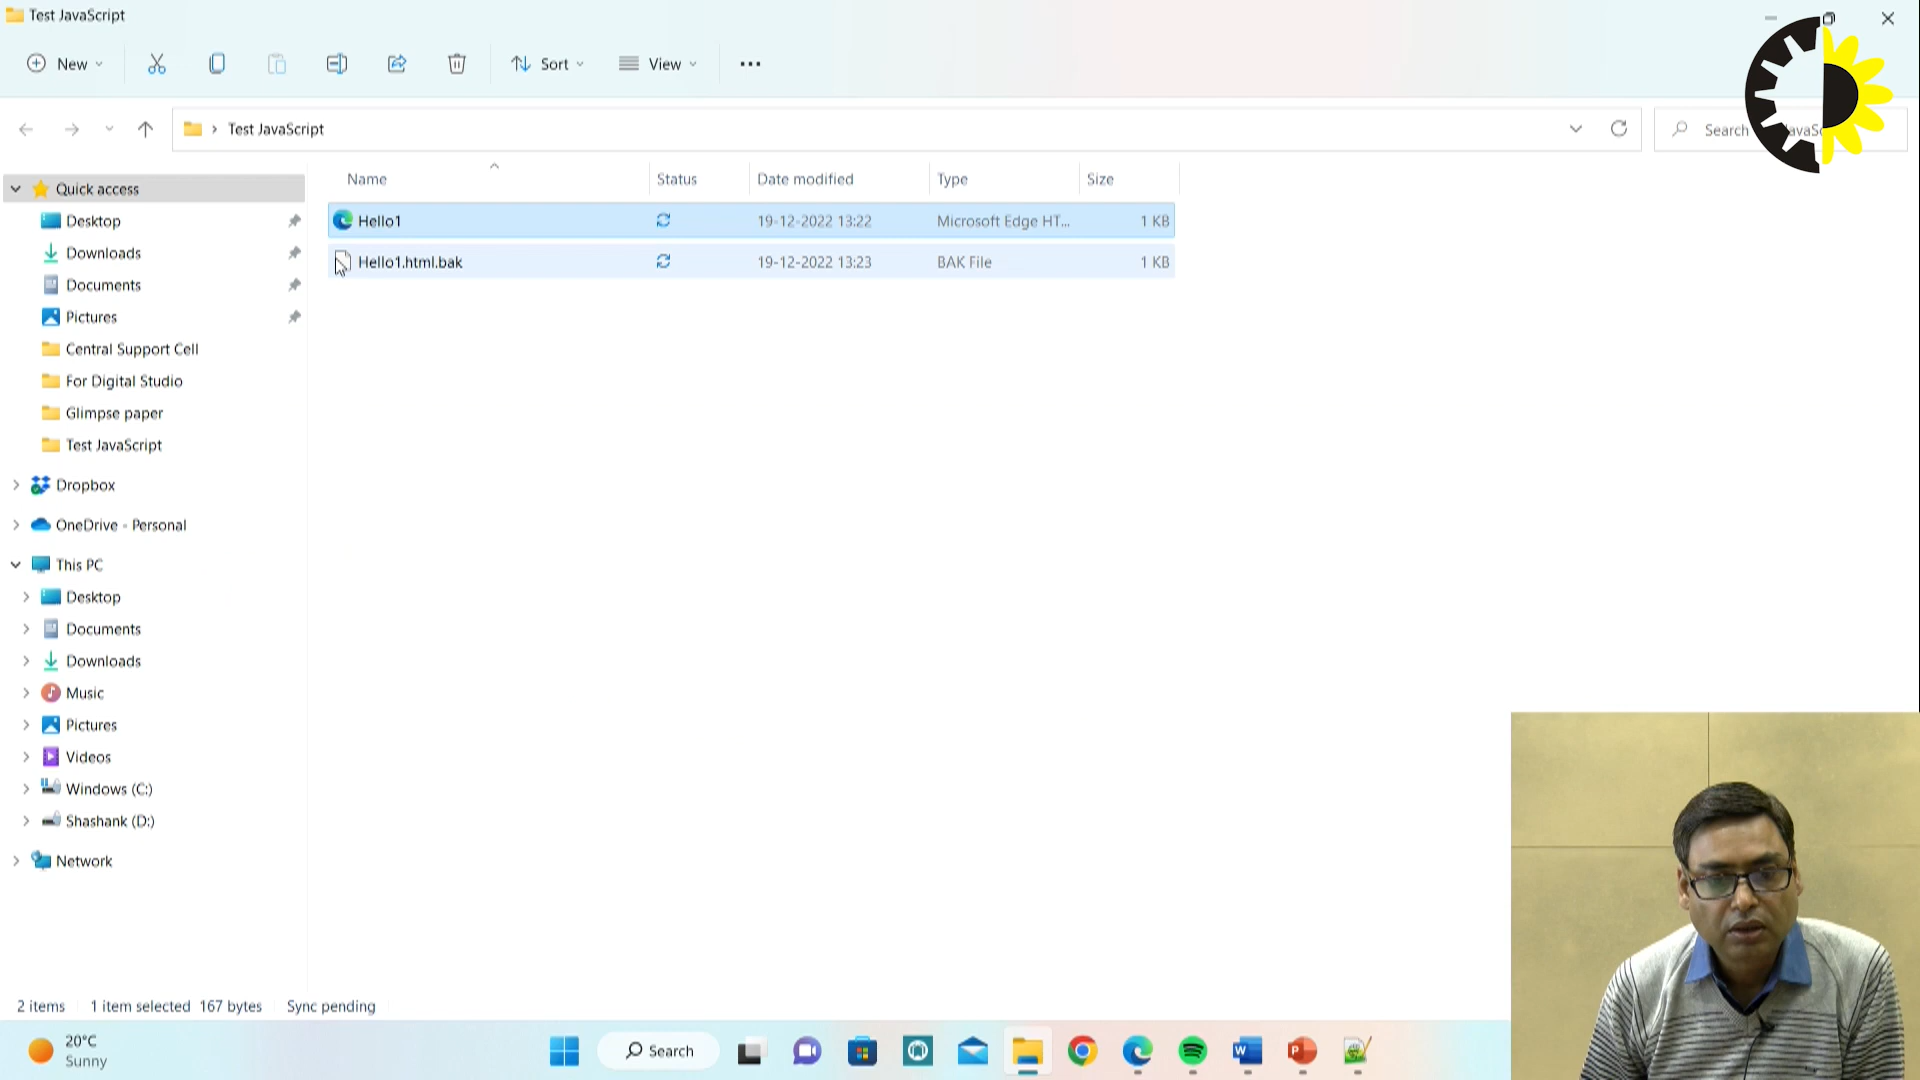 Test JavaScript
New
Sort
View
Test JavaScript
Search
Name
Status
Date modified
Type
Size
Quick access
Hello1
19-12-2022 13:22
Microsoft Edge HT...
1 KB
Desktop
Hello1.html.bak
19-12-2022 13:23
BAK File
1 KB
Downloads
Documents
Pictures
Central Support Cell
For Digital Studio
Glimpse paper
Test JavaScript
Dropbox
OneDrive - Personal
This PC
Desktop
Documents
Downloads
Music
Pictures
Videos
Windows (C:)
Shashank (D:)
Network
2 items
1 item selected 167 bytes
Sync pending
20°C
Sunny
Search